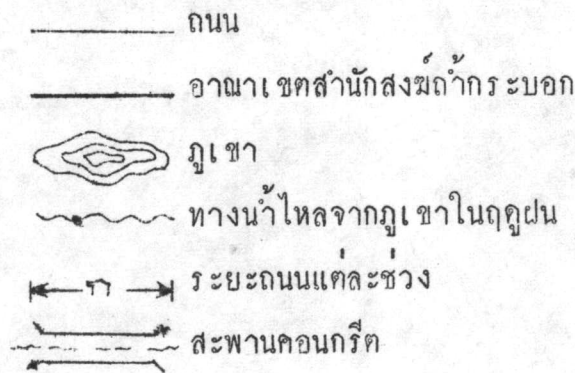 ถนน
อาณาเขตสำนักสงฆ์ถ้ำกระบอก
ภูเขา
ทางน้ำไหลจากภูเขาในฤดูฝน
ระยะถนนแต่ละช่วง
สะพานคอนกรีต